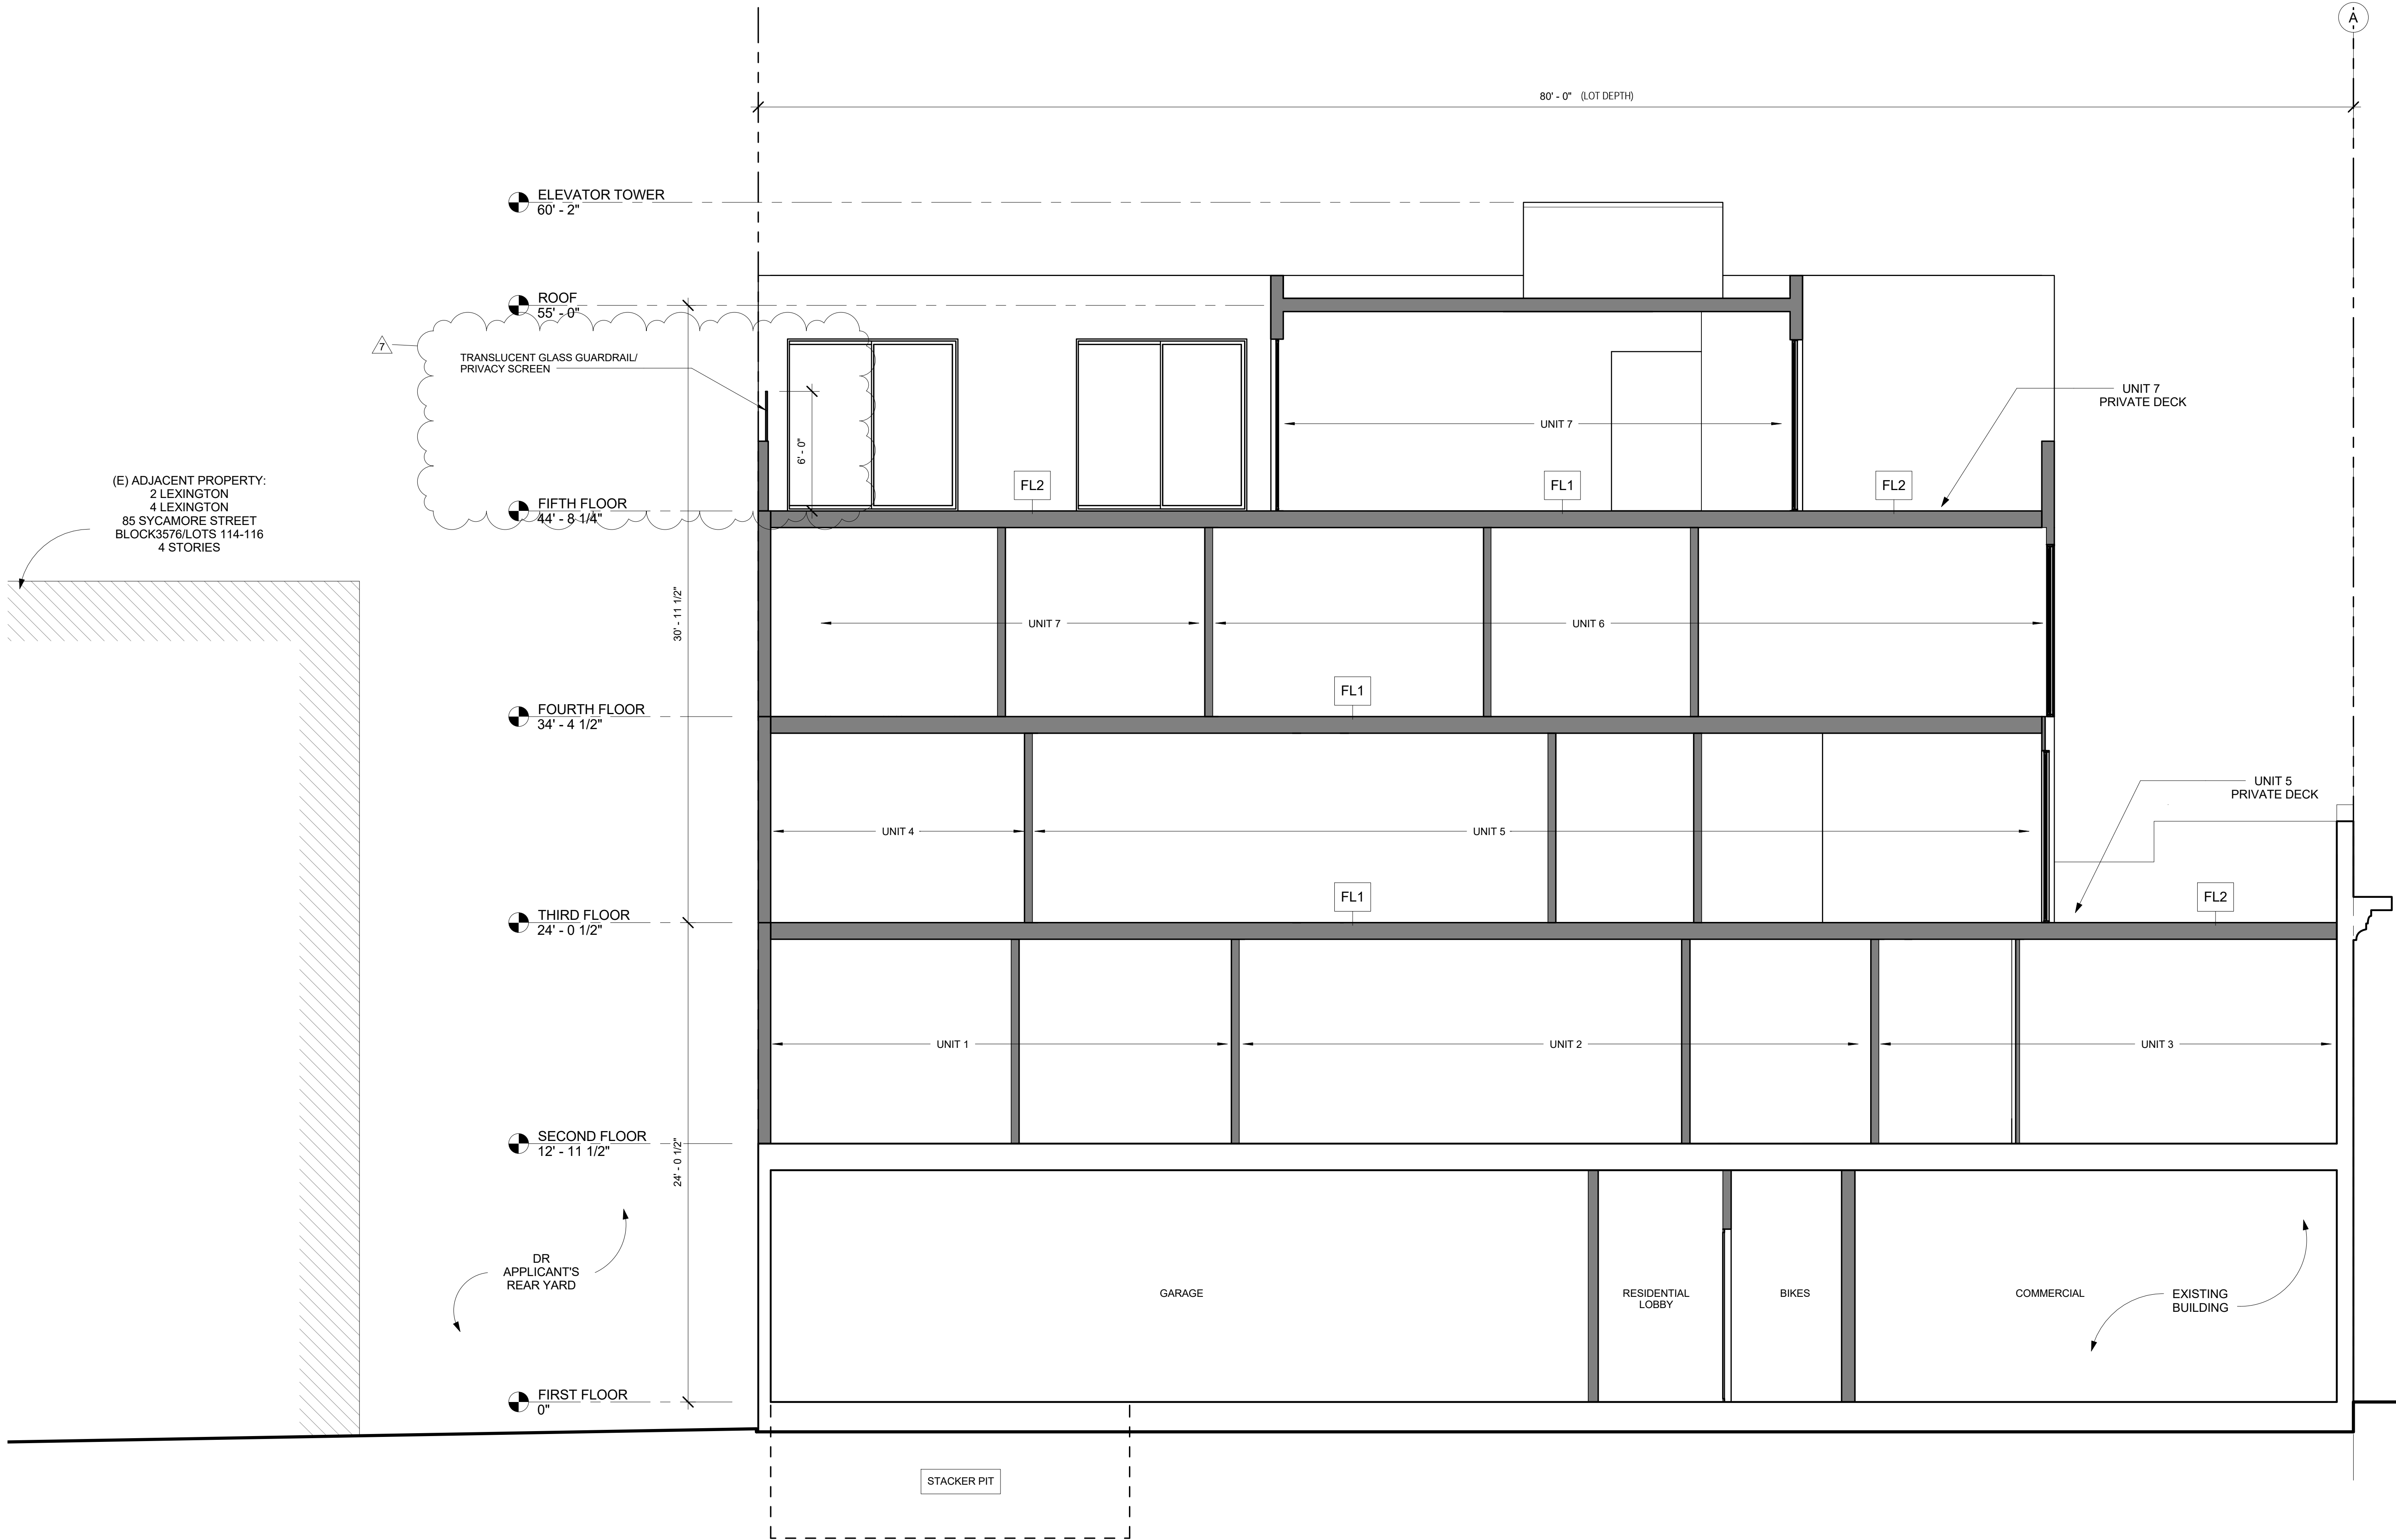 A
80' - 0" (LOT DEPTH)
ELEVATOR TOWER
60' - 2"
ROOF
55' - 0"
7
TRANSLUCENT GLASS GUARDRAIL/
PRIVACY SCREEN
6' - 0"
UNIT 7
UNIT 7
PRIVATE DECK
(E) ADJACENT PROPERTY:
2 LEXINGTON
4 LEXINGTON
85 SYCAMORE STREET
BLOCK3576/LOTS 114-116
4 STORIES
FL2
FL1
FL2
FIFTH FLOOR
44' - 8 1/4"
30' - 11 1/2"
UNIT 7
UNIT 6
FL1
FOURTH FLOOR
34' - 4 1/2"
UNIT 5
PRIVATE DECK
UNIT 4
UNIT 5
FL1
FL2
THIRD FLOOR
24' - 0 1/2"
UNIT 1
UNIT 2
UNIT 3
SECOND FLOOR
12' - 11 1/2"
24' - 0 1/2"
DR
APPLICANT'S
REAR YARD
GARAGE
RESIDENTIAL
LOBBY
BIKES
COMMERCIAL
EXISTING
BUILDING
FIRST FLOOR
0"
STACKER PIT